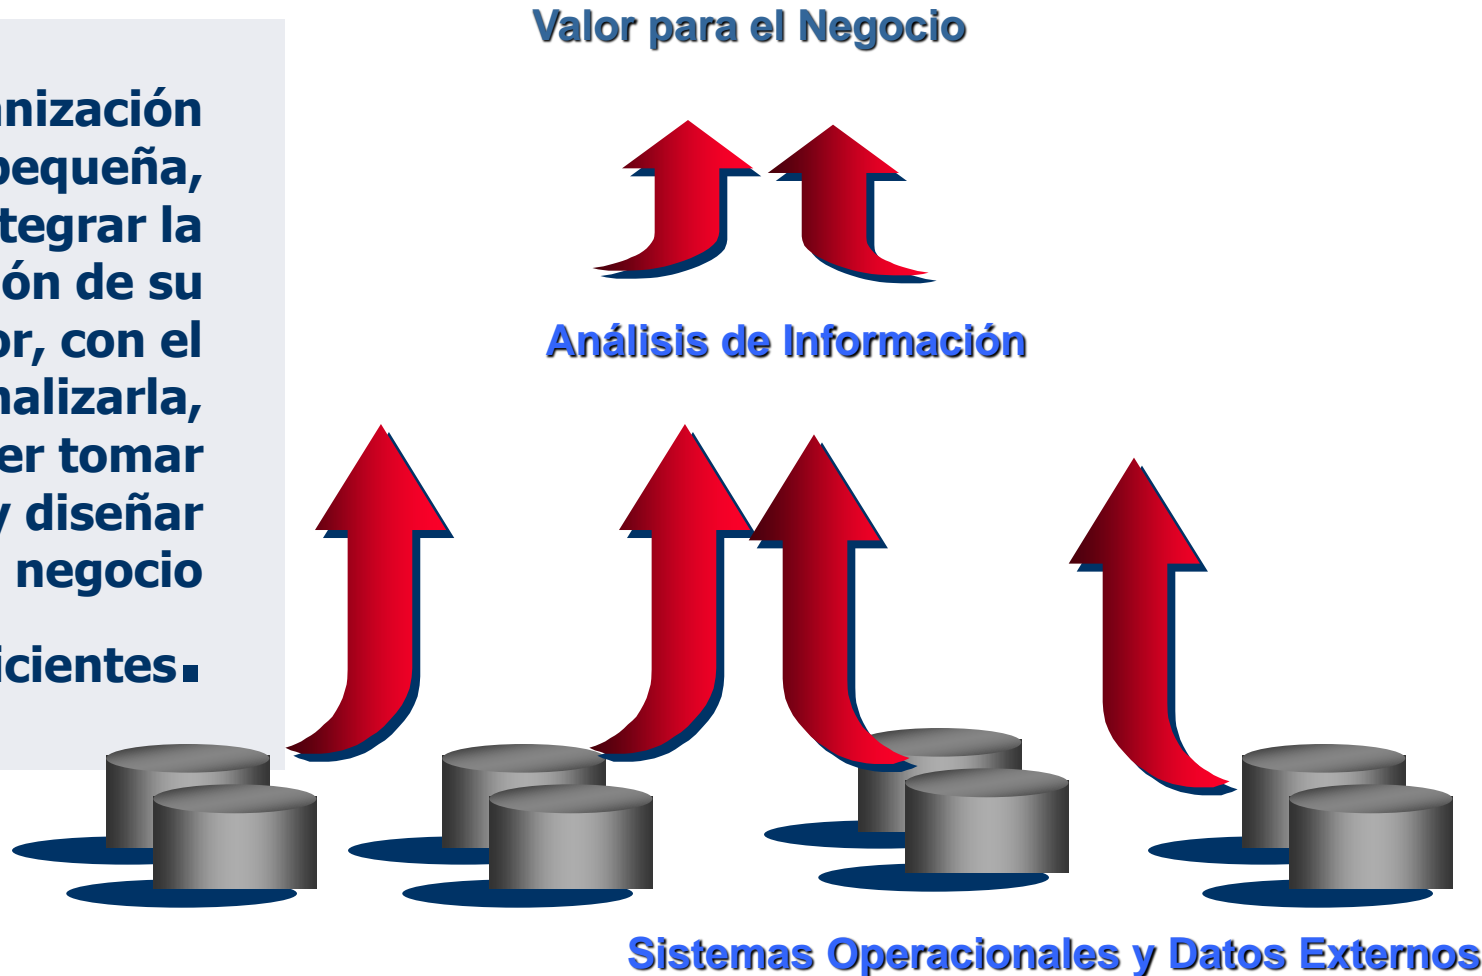 Valor para el Negocio
anización
pequeña,
tegrar la
ón de su
or, con el
nalizarla,
er tomar
y diseñar
negocio
icientes.
Análisis de Información
Sistemas Operacionales y Datos Externos